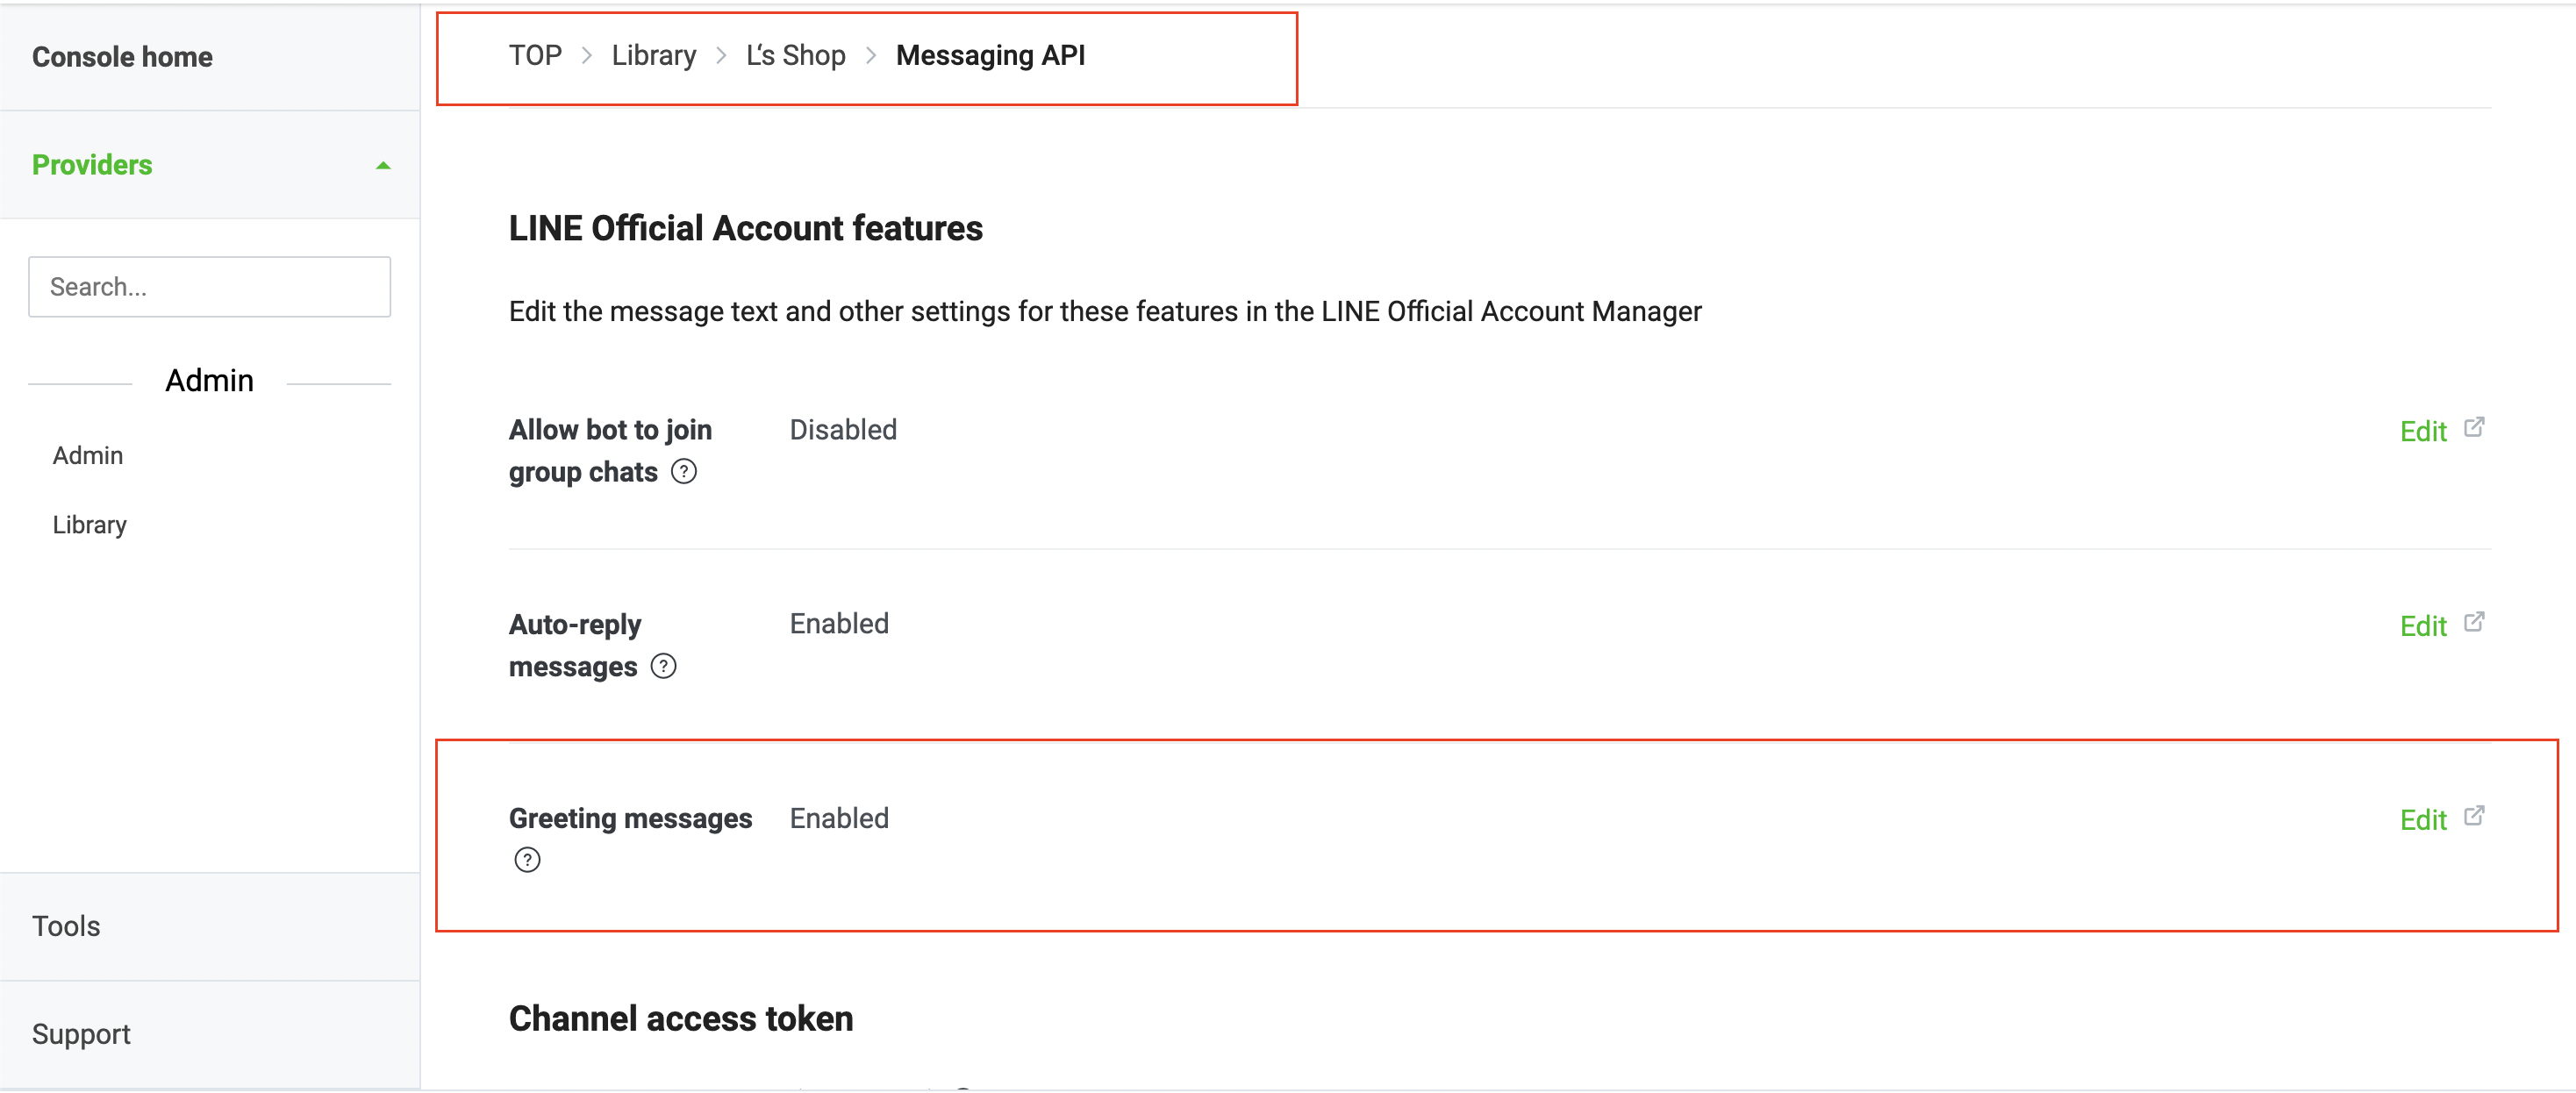 Console home
Providers
Search...
Admin
Admin
Library
Tools
Support
TOP > Library > L‘s Shop > Messaging API
LINE Official Account features
Edit the message text and other settings for these features in the LINE Official Account Manager
Allow bot to join
group chats ?
Disabled
Edit
Auto-reply
messages ?
Enabled
Edit
Greeting messages
?
Enabled
Edit
Channel access token